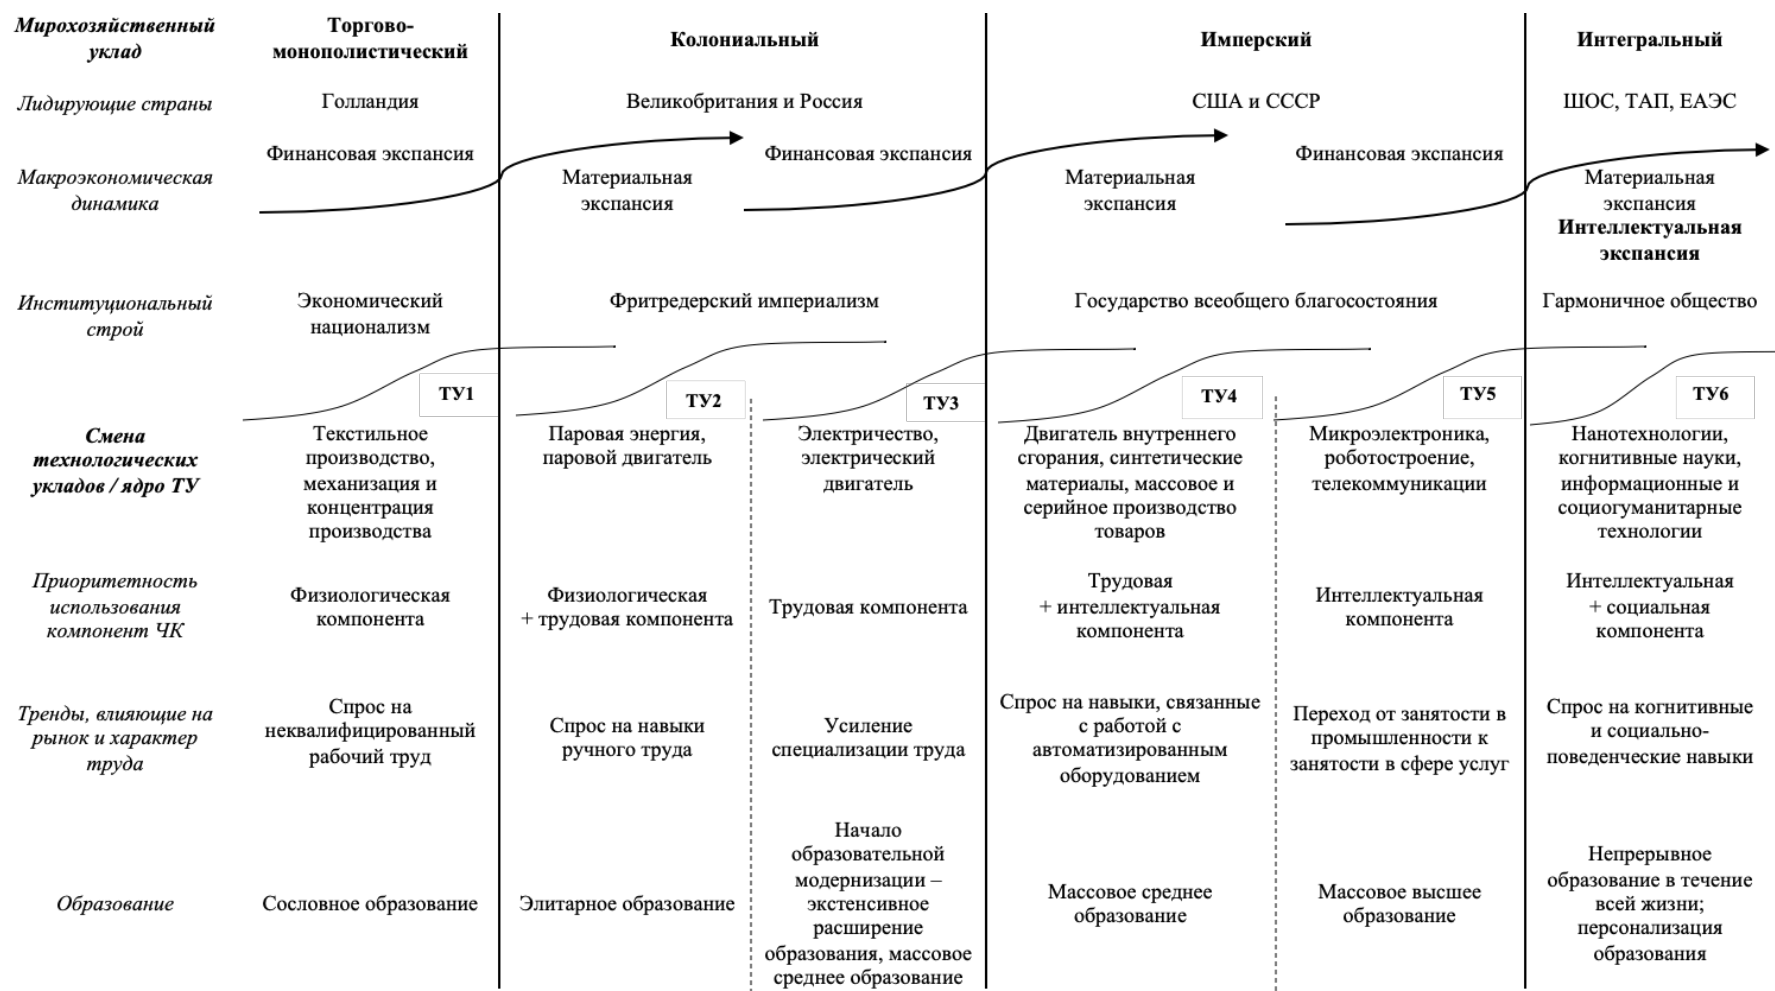 Мирохозяйственный
уклад
Торгово-
монополистический
Колониальный
Имперский
Интегральный
Лидирующие страны
Голландия
Великобритания и Россия
США и СССР
ШОС, ТАП, ЕАЭС
Макроэкономическая
динамика
Финансовая экспансия
Материальная
экспансия
Финансовая экспансия
Материальная
экспансия
Финансовая экспансия
Материальная
экспансия
Интеллектуальная
экспансия
Институциональный
строй
Экономический
национализм
Фритредерский империализм
Государство всеобщего благосостояния
Гармоничное общество
ТУ1
ТУ2
ТУ3
ТУ4
ТУ5
ТУ6
Смена
технологических
укладов / ядро ТУ
Текстильное
производство,
механизация и
концентрация
производства
Паровая энергия,
паровой двигатель
Электричество,
электрический
двигатель
Двигатель внутреннего
сгорания, синтетические
материалы, массовое и
серийное производство
товаров
Микроэлектроника,
роботостроение,
телекоммуникации
Нанотехнологии,
когнитивные науки,
информационные и
социогуманитарные
технологии
Приоритетность
использования
компонент ЧК
Физиологическая
компонента
Физиологическая
+ трудовая компонента
Трудовая компонента
Трудовая
+ интеллектуальная
компонента
Интеллектуальная
компонента
Интеллектуальная
+ социальная
компонента
Тренды, влияющие на
рынок и характер
труда
Спрос на
неквалифицированный
рабочий труд
Спрос на навыки
ручного труда
Усиление
специализации труда
Спрос на навыки, связанные
с работой с
автоматизированным
оборудованием
Переход от занятости в
промышленности к
занятости в сфере услуг
Спрос на когнитивные
и социально-
поведенческие навыки
Образование
Сословное образование
Элитарное образование
Начало
образовательной
модернизации –
экстенсивное
расширение
образования, массовое
среднее образование
Массовое среднее
образование
Массовое высшее
образование
Непрерывное
образование в течение
всей жизни;
персонализация
образования